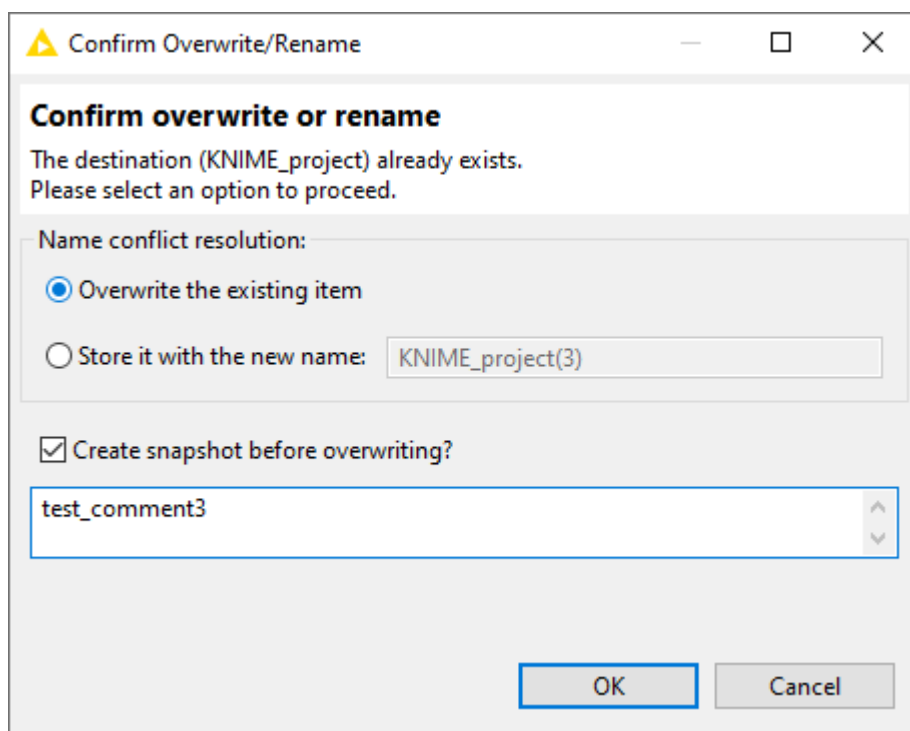 Confirm Overwrite/Rename
Confirm overwrite or rename
The destination (KNIME_project) already exists.
Please select an option to proceed.
Name conflict resolution:
Overwrite the existing item
Store it with the new name: KNIME_project(3)
Create snapshot before overwriting?
test_comment3
OK Cancel